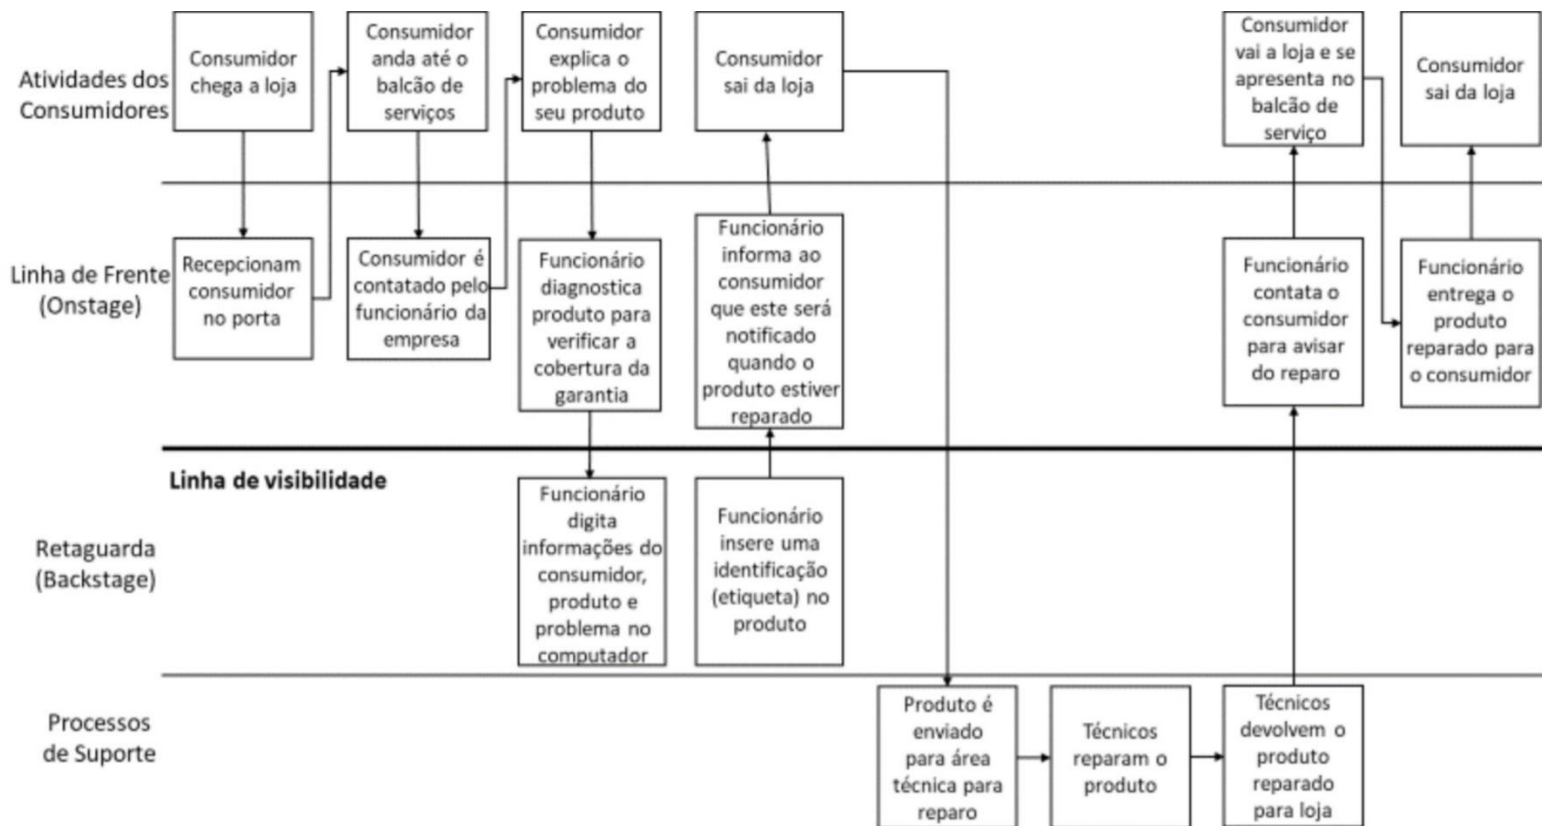 Atividades dos
Consumidores
Consumidor
chega a loja
Consumidor
anda até o
balcão de
serviços
Consumidor
explica o
problema do
seu produto
Consumidor
sai da loja
Consumidor
vai a loja e se
apresenta no
balcão de
serviço
Consumidor
sai da loja
Linha de Frente
(Onstage)
Recepcionam
consumidor
no porta
Consumidor é
contatado pelo
funcionário da
empresa
Funcionário
diagnostica
produto para
verificar a
cobertura da
garantia
Funcionário
informa ao
consumidor
que este será
notificado
quando o
produto estiver
reparado
Funcionário
contata o
consumidor
para avisar
do reparo
Funcionário
entrega o
produto
reparado para
o consumidor
Linha de visibilidade
Retaguarda
(Backstage)
Funcionário
digita
informações do
consumidor,
produto e
problema no
computador
Funcionário
insere uma
identificação
(etiqueta) no
produto
Processos
de Suporte
Produto é
enviado
para área
técnica para
reparo
Técnicos
reparam o
produto
Técnicos
devolvem o
produto
reparado
para loja